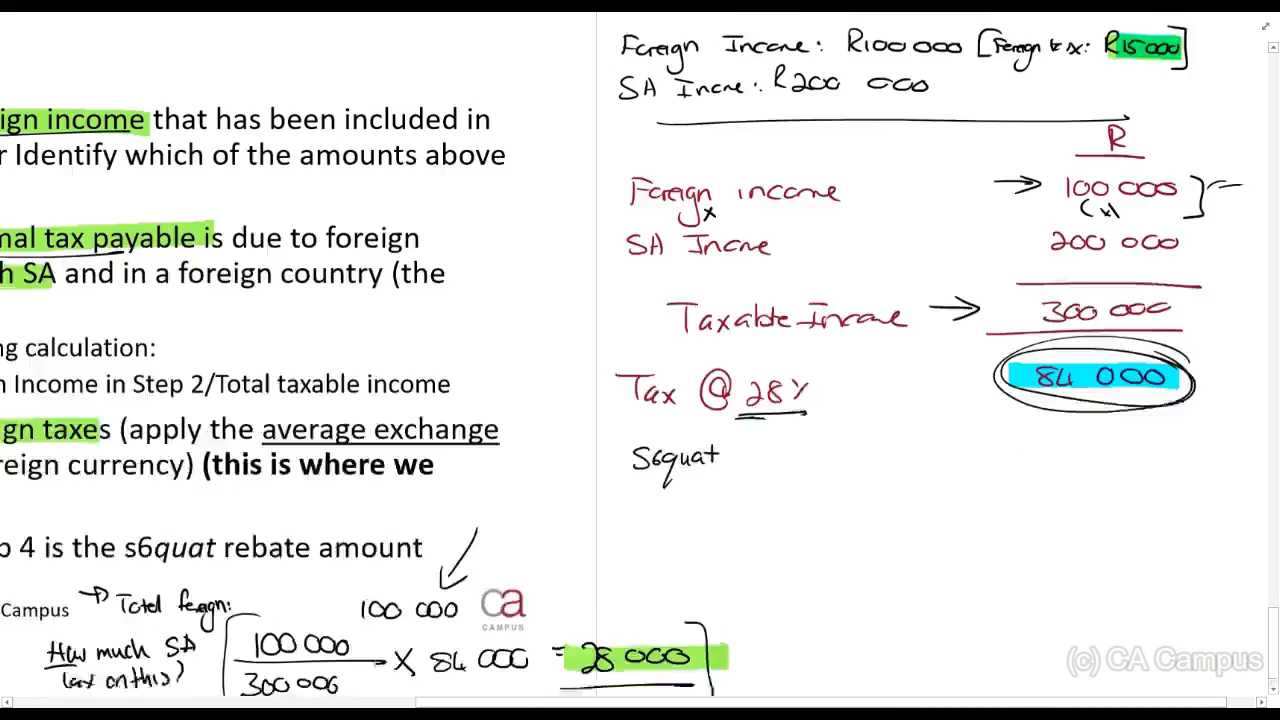 ign income that has been included in
r Identify which of the amounts above
mal tax payable is due to foreign
h SA and in a foreign country (the
ng calculation:
n Income in Step 2/Total taxable income
ign taxes (apply the average exchange
reign currency) (this is where we
p 4 is the s6quat rebate amount
Campus
→ Total foreign:
100 000
ca
CAMPUS
How much SA
tax on this)
100 000
300 000
X 84 000 = 28 000
Foreign Income: R100 000 [Foreign tax: R15 000]
SA Income: R200 000
R
Foreign income → 100 000
x (x)
SA Income 200 000
Taxable Income → 300 000
Tax @ 28% 84 000
S6quat
(c) CA Campus